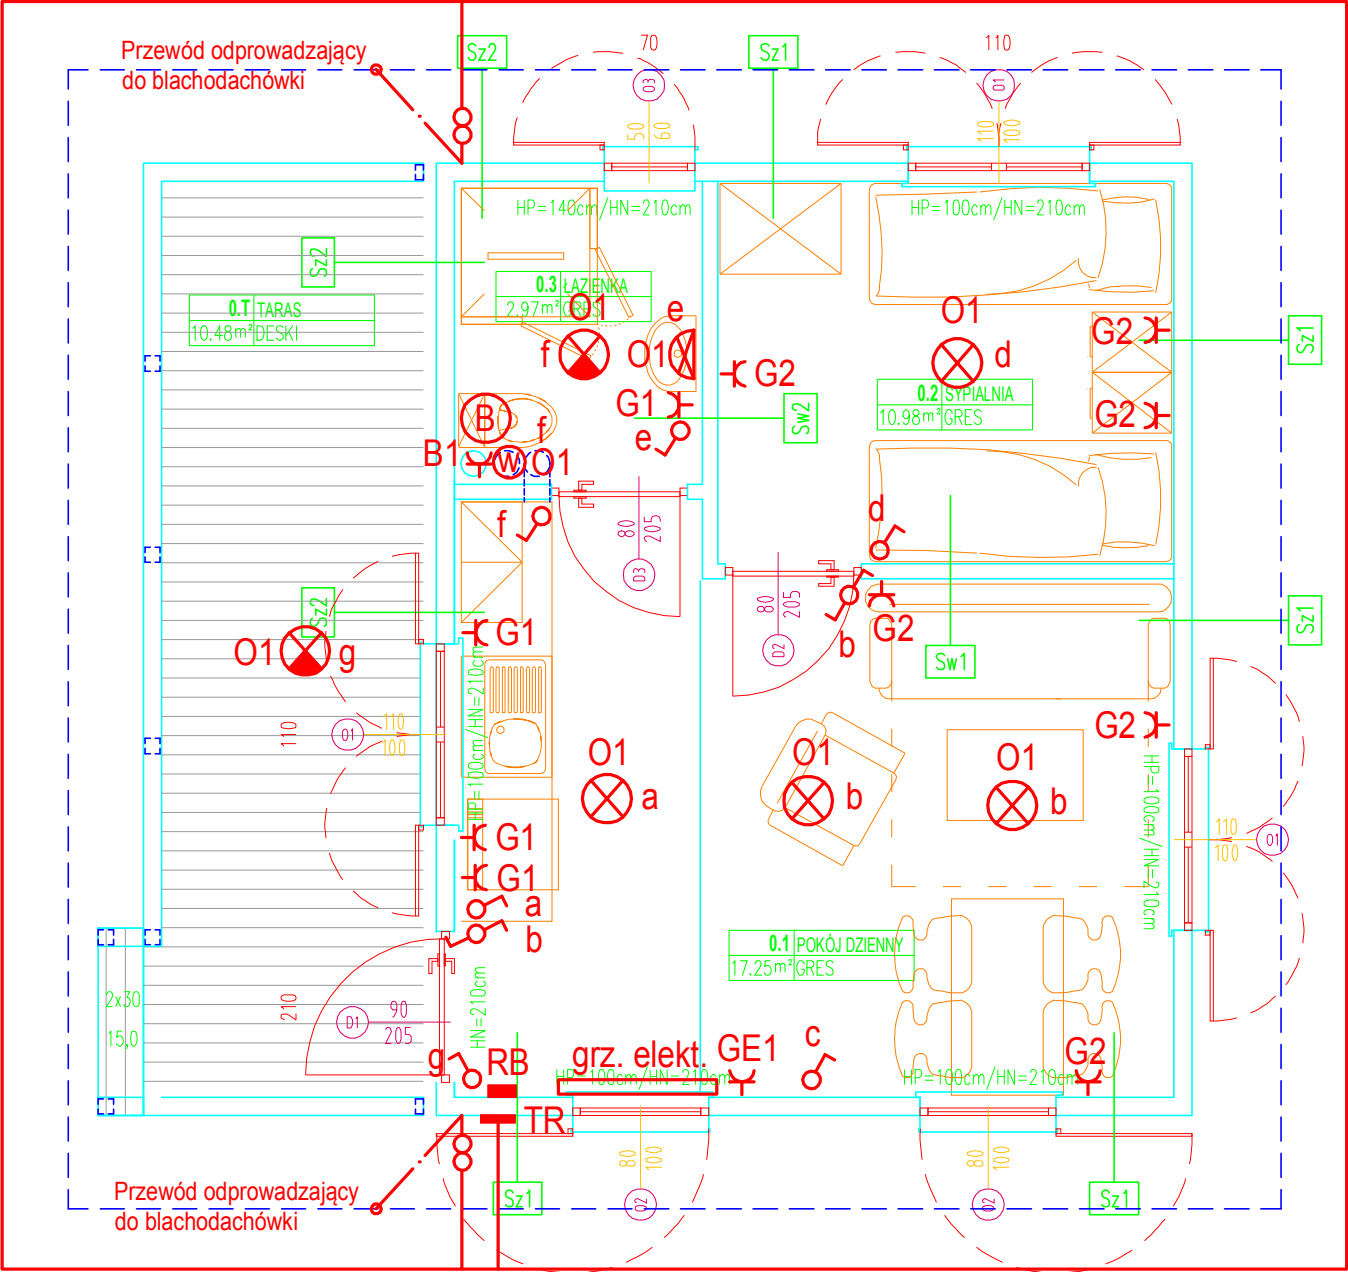 Przewód odprowadzający
do blachodachówki
Sz2
70
Sz1
110
O3
50
60
O1
110
100
HP=140cm/HN=210cm
HP=100cm/HN=210cm
Sz2
0.T TARAS
10.48m² DESKI
0.3 ŁAZIENKA
2.97m² GRES
O1
f
e
O1
O1
d
G2
G2
Sz1
G2
0.2 SYPIALNIA
10.98m² GRES
G1
e
Sw2
B
f
B1
W
O1
f
80
205
D3
d
80
205
D2
b
G2
Sw1
Sz1
Sz2
O1
g
G1
HP=100cm/HN=210cm
110
O1
110
100
G2
O1
a
O1
b
O1
b
HP=100cm/HN=210cm
110
100
O1
G1
G1
a
b
0.1 POKÓJ DZIENNY
17.25m² GRES
2x30
15,0
210
D1
90
205
HN=210cm
g
RB
grz. elekt.
GE1
c
G2
HP=100cm/HN=210cm
HP=100cm/HN=210cm
TR
80
100
O2
80
100
O2
Przewód odprowadzający
do blachodachówki
Sz1
Sz1